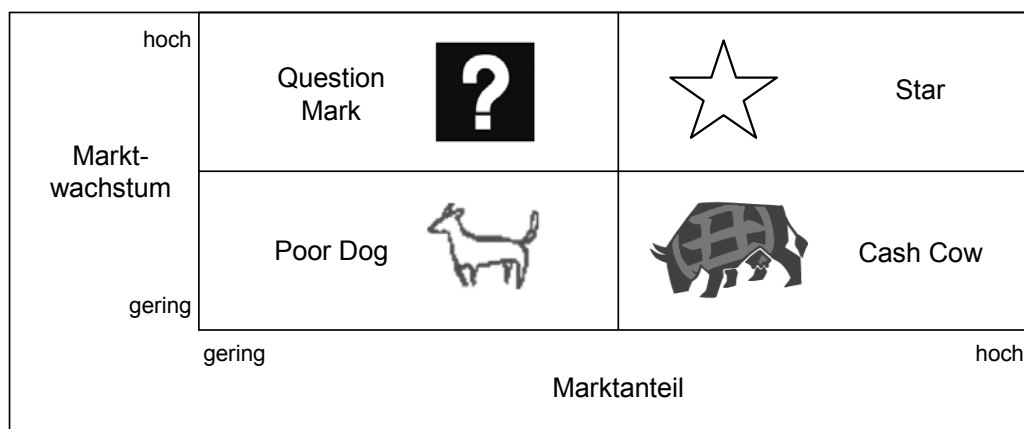 hoch
Question
Mark
?
Star
Markt-
wachstum
Poor Dog
Cash Cow
gering
gering
hoch
Marktanteil